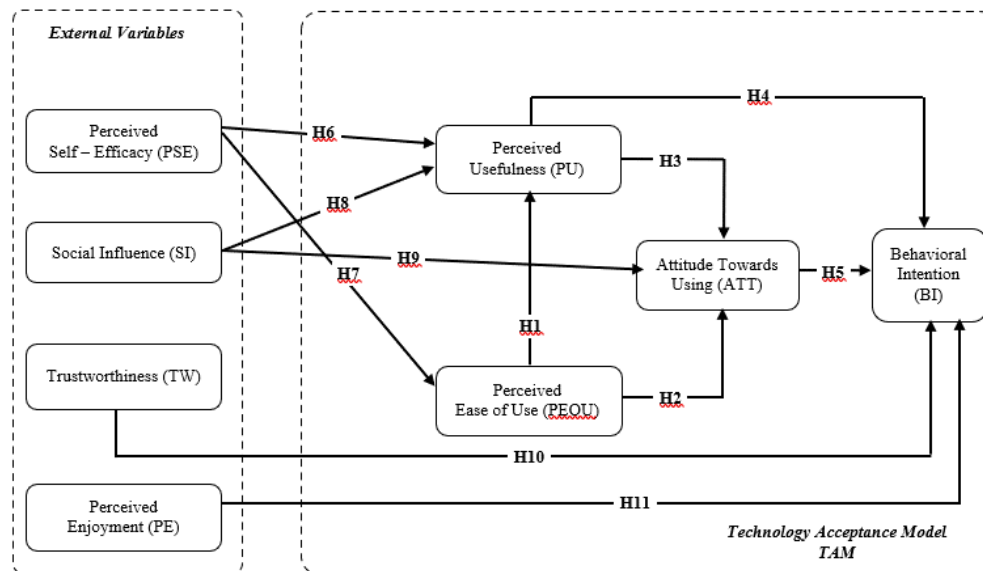 External Variables
Perceived
Self – Efficacy (PSE)
Social Influence (SI)
Trustworthiness (TW)
Perceived
Enjoyment (PE)
H6
H8
H9
H7
H1
H4
H3
H5
H2
H10
H11
Perceived
Usefulness (PU)
Attitude Towards
Using (ATT)
Behavioral
Intention
(BI)
Perceived
Ease of Use (PEOU)
Technology Acceptance Model
TAM